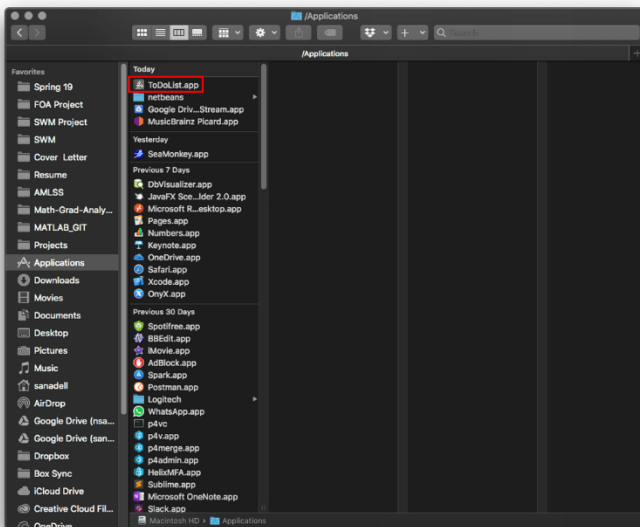 /Applications
Search
/Applications
Favorites
Spring 19
FOA Project
SWM Project
SWM
Cover Letter
Resume
AMLSS
Math-Grad-Analy...
MATLAB_GIT
Projects
Applications
Downloads
Movies
Documents
Desktop
Pictures
Music
sanadell
AirDrop
Google Drive (nsa...
Google Drive (san...
Dropbox
Box Sync
iCloud Drive
Creative Cloud Fil...
OneDrive
Today
ToDoList.app
netbeans
Google Driv...Stream.app
MusicBrainz Picard.app
Yesterday
SeaMonkey.app
Previous 7 Days
DbVisualizer.app
JavaFX Sce...lder 2.0.app
Microsoft R...esktop.app
Pages.app
Numbers.app
Keynote.app
OneDrive.app
Safari.app
Xcode.app
OnyX.app
Previous 30 Days
Spotifree.app
BBEdit.app
iMovie.app
AdBlock.app
Spark.app
Postman.app
Logitech
WhatsApp.app
p4vc
p4v.app
p4merge.app
p4admin.app
HelixMFA.app
Sublime.app
Microsoft OneNote.app
Slack.app
Macintosh HD › Applications